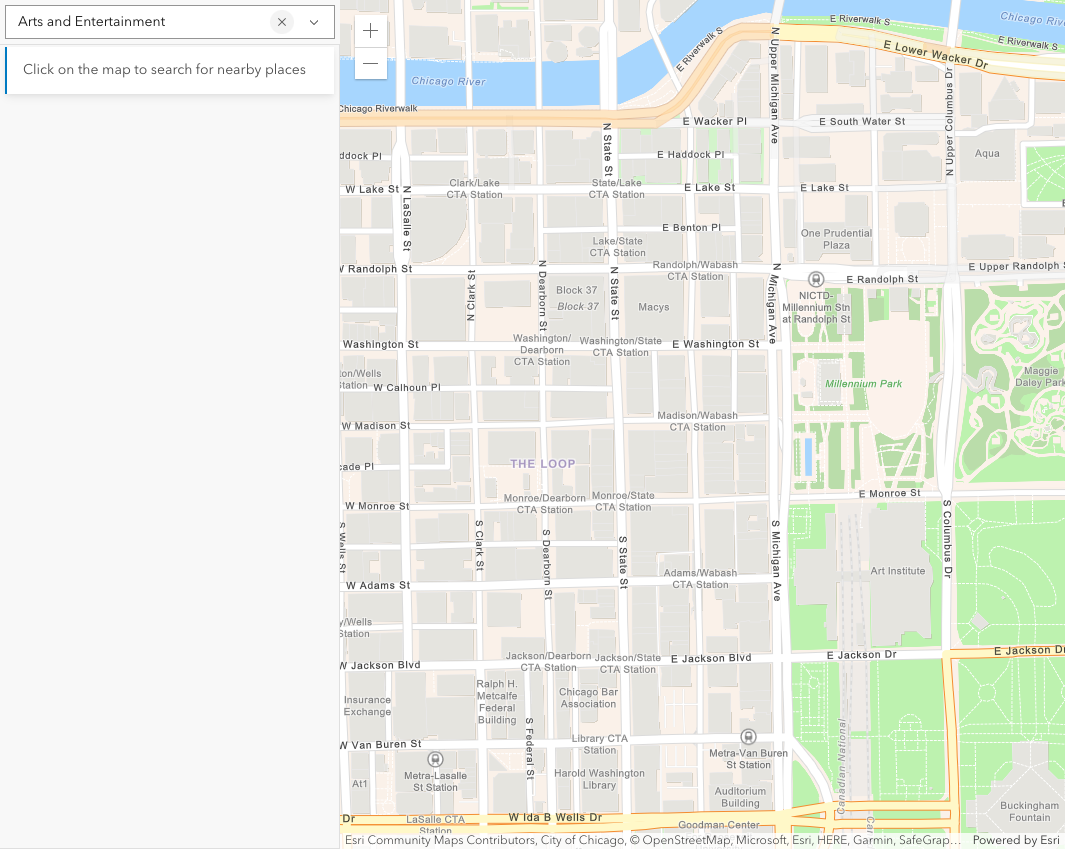 Arts and Entertainment
Click on the map to search for nearby places
Chicago River
Chicago River
E Riverwalk S
E Riverwalk S
E Riverwalk S
E Lower Wacker Dr
N Upper Michigan Ave
N Upper Columbus Dr
Chicago Riverwalk
E Wacker Pl
E South Water St
N State St
ddock Pl
E Haddock Pl
Aqua
W Lake St
Clark/Lake
CTA Station
State/Lake
CTA Station
E Lake St
E Lake St
N LaSalle St
E Benton Pl
Lake/State
CTA Station
One Prudential
Plaza
W Randolph St
Randolph/Wabash
CTA Station
E Randolph St
E Upper Randolph St
N Clark St
N Dearborn St
N State St
N Michigan Ave
Block 37
Block 37
Macys
NICTD-
Millennium Stn
at Randolph St
Washington St
Washington/
Dearborn
CTA Station
Washington/State
CTA Station
E Washington St
ton/Wells
Station
W Calhoun Pl
Millennium Park
Maggie
Daley Park
W Madison St
Madison/Wabash
CTA Station
cade Pl
THE LOOP
W Monroe St
Monroe/Dearborn
CTA Station
Monroe/State
CTA Station
E Monroe St
S Wells St
S Clark St
S Dearborn St
S State St
S Michigan Ave
S Columbus Dr
W Adams St
Adams/Wabash
CTA Station
Art Institute
y/Wells
Station
W Jackson Blvd
Jackson/Dearborn
CTA Station
Jackson/State
CTA Station
E Jackson Blvd
E Jackson Dr
E Jackson Dr
Insurance
Exchange
Ralph H.
Metcalfe
Federal
Building
Chicago Bar
Association
S Federal St
W Van Buren St
Library CTA
Station
Metra-Van Buren
St Station
Metra-Lasalle
St Station
At1
Harold Washington
Library
Auditorium
Building
Canadian National
Ca
Buckingham
Fountain
Dr
LaSalle CTA
Station
W Ida B Wells Dr
Goodman Center
Esri Community Maps Contributors, City of Chicago, © OpenStreetMap, Microsoft, Esri, HERE, Garmin, SafeGrap…
Powered by Esri